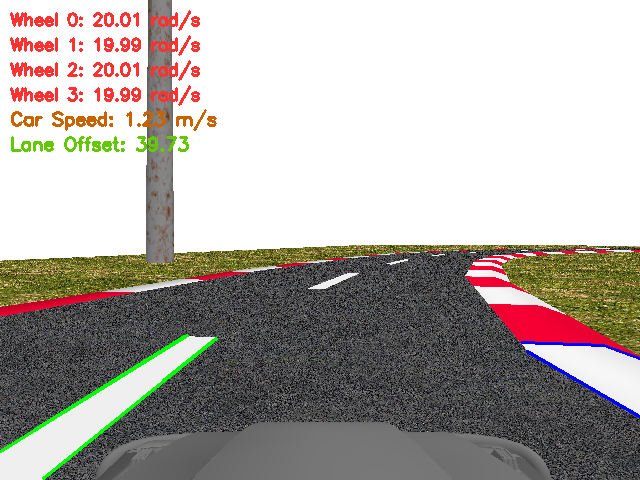 Wheel 0: 20.01 rad/s
Wheel 1: 19.99 rad/s
Wheel 2: 20.01 rad/s
Wheel 3: 19.99 rad/s
Car Speed: 1.23 m/s
Lane Offset: 39.73